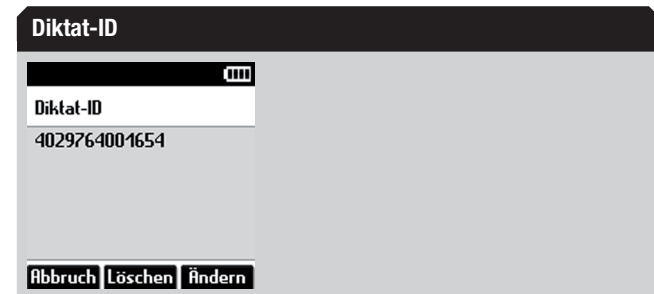 Diktat-ID
Diktat-ID
4029764001654
Abbruch Löschen Ändern